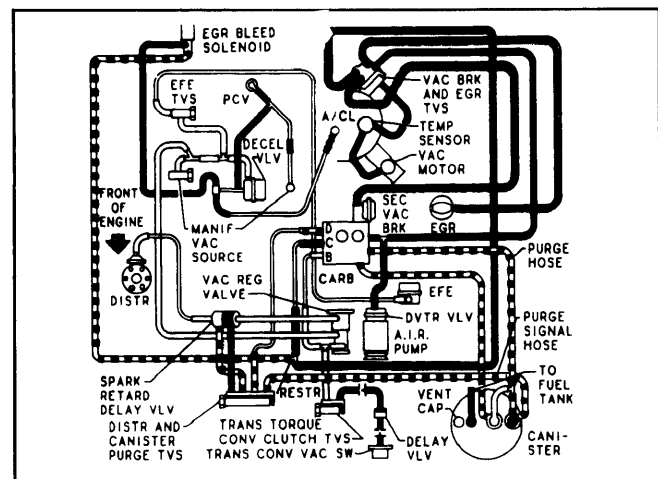 EGR BLEED
SOLENOID
EFE
TVS
PCV
A/CL
VAC BRK
AND EGR
TVS
TEMP
SENSOR
VAC
MOTOR
DECEL
VLV
FRONT
OF
ENGINE
MANIF
VAC
SOURCE
SEC
VAC
BRK
EGR
D
C
B
CARB
PURGE
HOSE
DISTR
VAC REG
VALVE
EFE
DVTR VLV
A.I.R.
PUMP
PURGE
SIGNAL
HOSE
SPARK
RETARD
DELAY VLV
RESTR
TO
FUEL
TANK
VENT
CAP
DISTR AND
CANISTER
PURGE TVS
TRANS TORQUE
CONV CLUTCH TVS
TRANS CONV VAC SW
DELAY
VLV
CANI-
STER